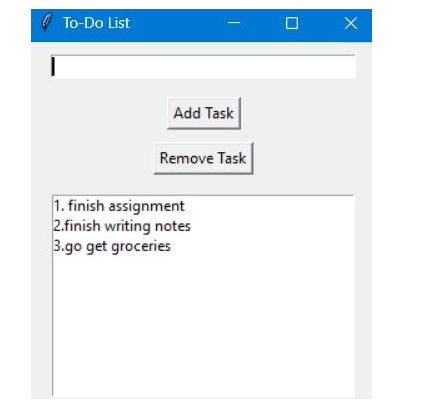 To-Do List
Add Task
Remove Task
1. finish assignment
2.finish writing notes
3.go get groceries